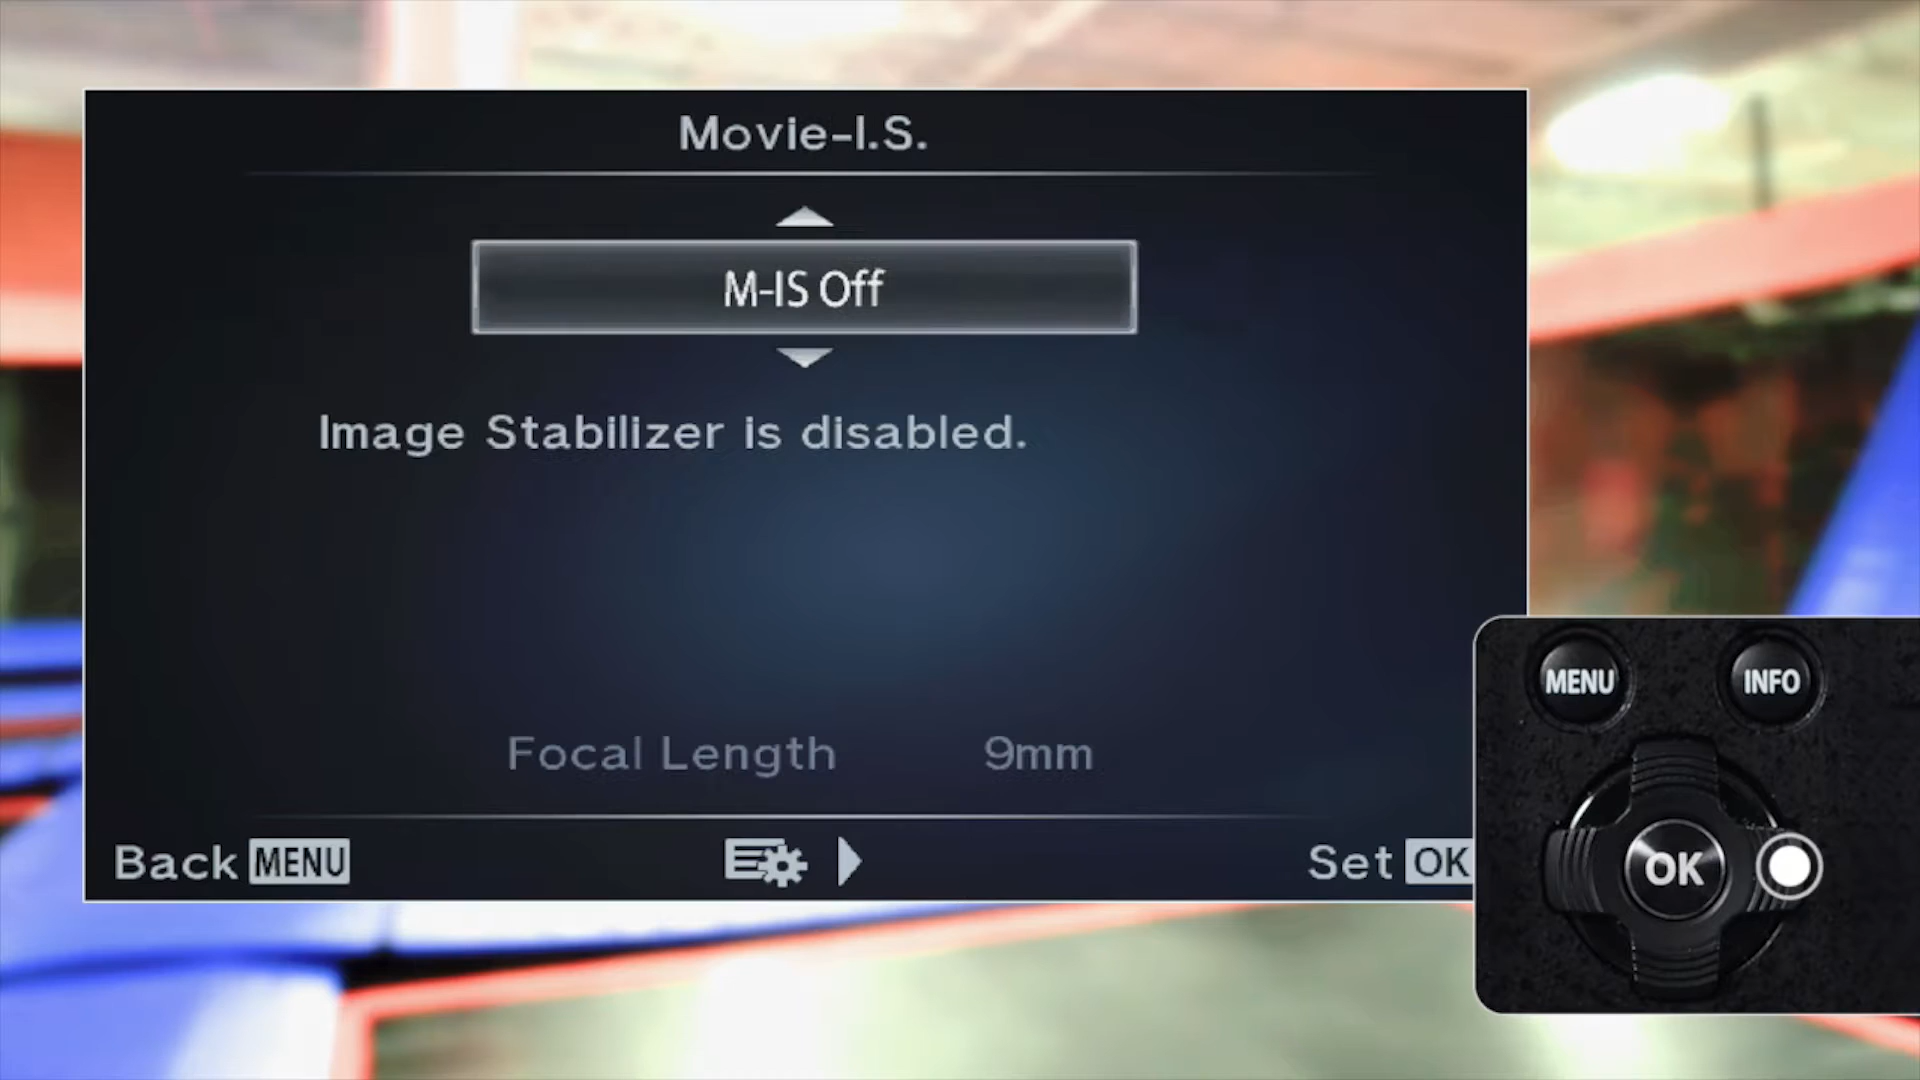 Movie-I.S.
M-IS Off
Image Stabilizer is disabled.
Focal Length 9mm
Back MENU
Set OK
MENU INFO
OK